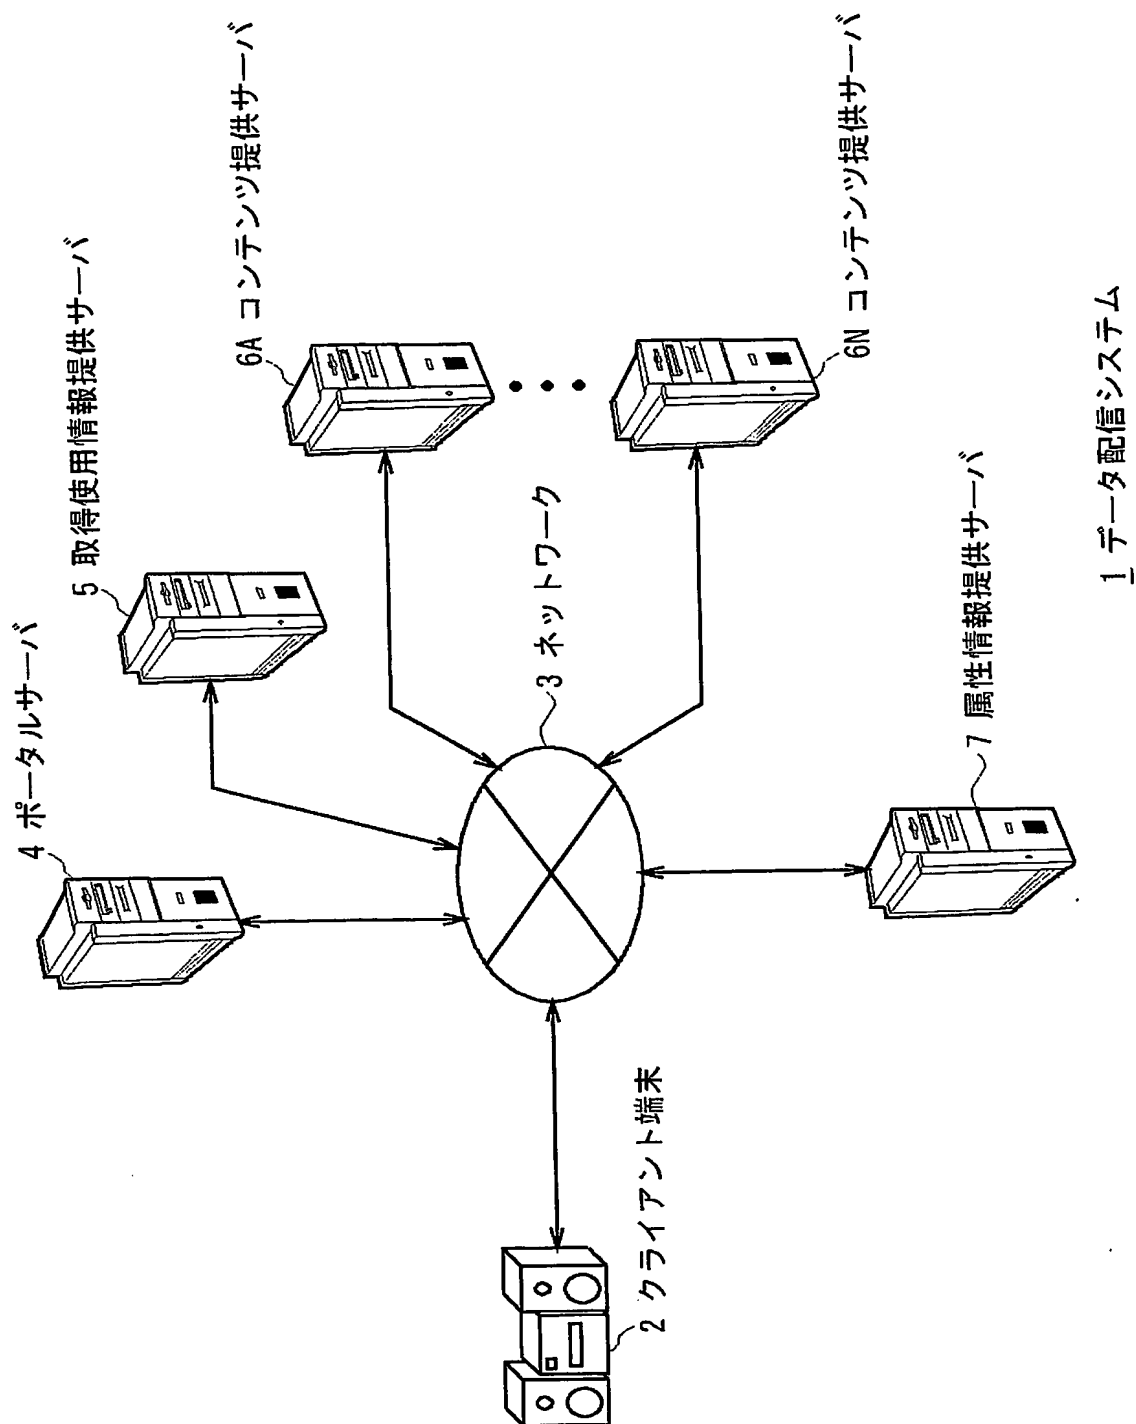 4 ポータルサーバ
5 取得使用情報提供サーバ
6A コンテンツ提供サーバ
3 ネットワーク
2 クライアント端末
6N コンテンツ提供サーバ
7 属性情報提供サーバ
1 データ配信システム